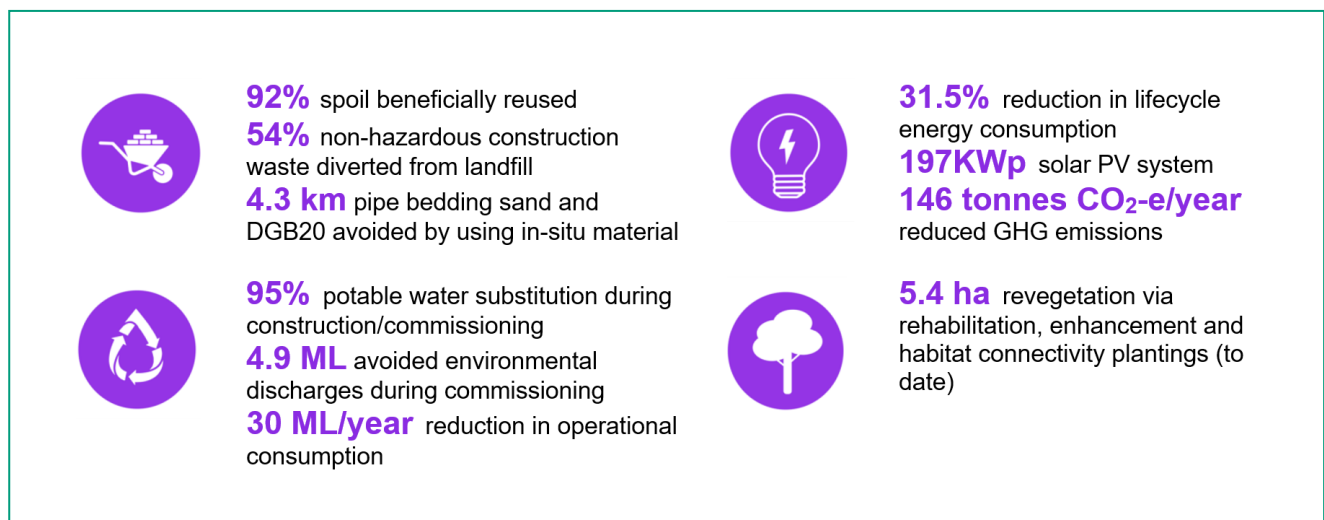 92% spoil beneficially reused
54% non-hazardous construction
waste diverted from landfill
4.3 km pipe bedding sand and
DGB20 avoided by using in-situ material
95% potable water substitution during
construction/commissioning
4.9 ML avoided environmental
discharges during commissioning
30 ML/year reduction in operational
consumption
31.5% reduction in lifecycle
energy consumption
197KWp solar PV system
146 tonnes CO₂-e/year
reduced GHG emissions
5.4 ha revegetation via
rehabilitation, enhancement and
habitat connectivity plantings (to
date)